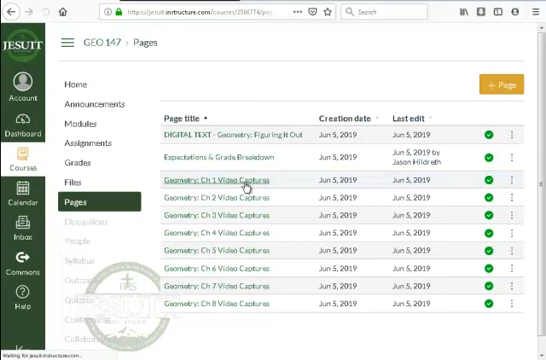 https://jesuit.instructure.com/courses/2586774/pag
Search
JESUIT
GEO 147 › Pages
Account
Dashboard
Courses
Calendar
Inbox
Commons
Help
Home
Announcements
Modules
Assignments
Grades
Files
Pages
Discussions
People
Syllabus
Outco
Quizzes
Conferences
Collabora
+ Page
Page title Creation date Last edit
DIGITAL TEXT - Geometry: Figuring It Out Jun 5, 2019 Jun 5, 2019
Expectations & Grade Breakdown Jun 5, 2019 Jun 5, 2019 by Jason Hildreth
Geometry: Ch 1 Video Captures Jun 5, 2019 Jun 5, 2019
Geometry: Ch 2 Video Captures Jun 5, 2019 Jun 5, 2019
Geometry: Ch 3 Video Captures Jun 5, 2019 Jun 5, 2019
Geometry: Ch 4 Video Captures Jun 5, 2019 Jun 5, 2019
Geometry: Ch 5 Video Captures Jun 5, 2019 Jun 5, 2019
Geometry: Ch 6 Video Captures Jun 5, 2019 Jun 5, 2019
Geometry: Ch 7 Video Captures Jun 5, 2019 Jun 5, 2019
Geometry: Ch 8 Video Captures Jun 5, 2019 Jun 5, 2019
JESUIT
Waiting for jesuit.instructure.com...